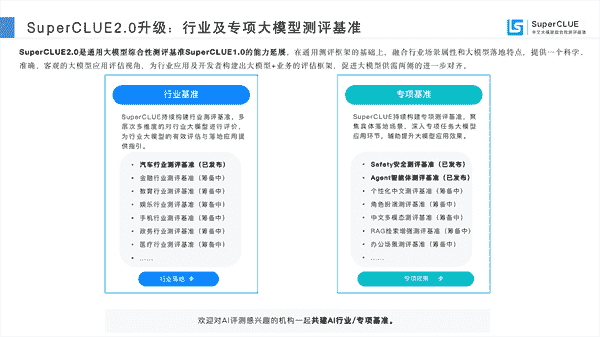 SuperCLUE2.0升级：行业及专项大模型测评基准
SuperCLUE
中文大模型综合性测评基准
SuperCLUE2.0是通用大模型综合性测评基准SuperCLUE1.0的能力延展，在通用测评框架的基础上，融合行业场景属性和大模型落地特点，提供一个科学、
准确、客观的大模型应用评估视角，为行业应用及开发者构建出大模型+业务的评估框架，促进大模型供需两侧的进一步对齐。
行业基准
SuperCLUE持续构建行业测评基准，多
层次多维度的对行业大模型进行评价，
为行业大模型的有效评估与落地应用提
供指引。
• 汽车行业测评基准（已发布）
• 金融行业测评基准（筹备中）
• 教育行业测评基准（筹备中）
• 娱乐行业测评基准（筹备中）
• 手机行业测评基准（筹备中）
• 政务行业测评基准（筹备中）
• 医疗行业测评基准（筹备中）
• ......
行业落地
专项基准
SuperCLUE持续构建专项测评基准，聚
焦具体落地场景，深入专项任务大模型
应用环节，辅助提升大模型应用效果。
• Safety安全测评基准（已发布）
• Agent智能体测评基准（已发布）
• 个性化中文测评基准（筹备中）
• 角色扮演测评基准（筹备中）
• 中文多模态测评基准（筹备中）
• RAG检索增强测评基准（筹备中）
• 办公场景测评基准（筹备中）
• ......
专项效果
欢迎对AI评测感兴趣的机构一起共建AI行业/专项基准。